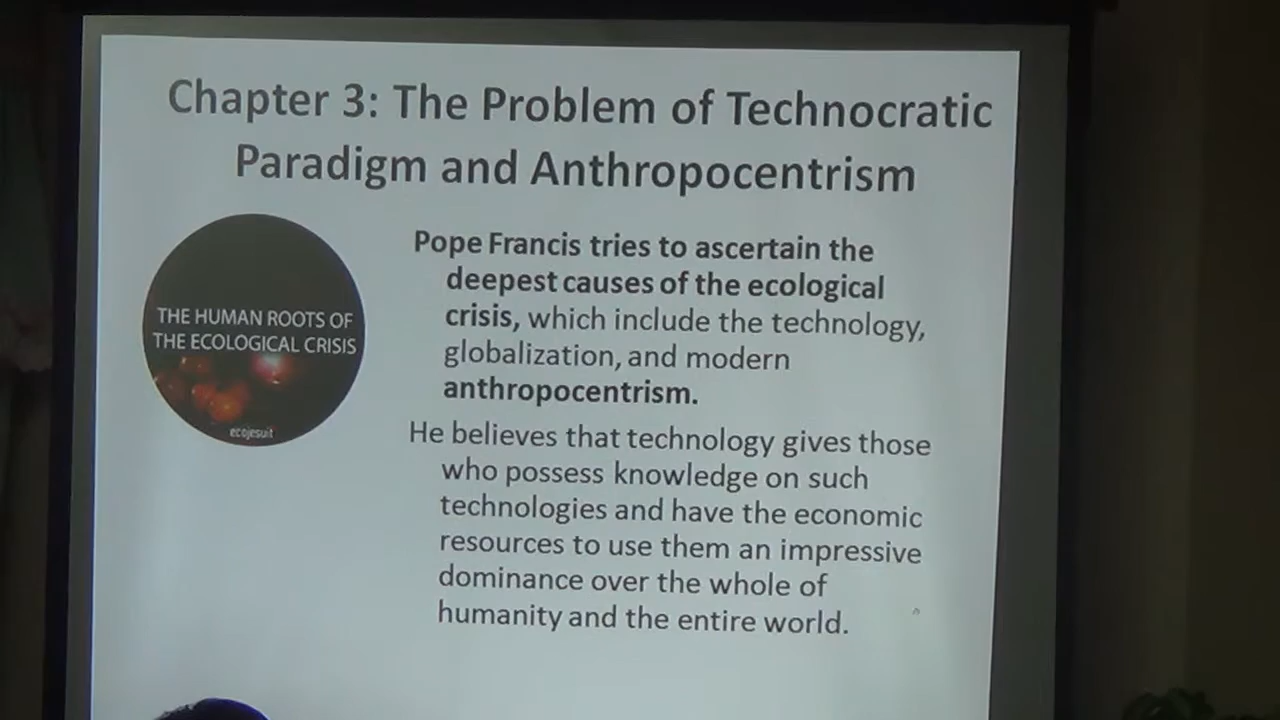 Chapter 3: The Problem of Technocratic
Paradigm and Anthropocentrism
THE HUMAN ROOTS OF
THE ECOLOGICAL CRISIS
ecojesuit
Pope Francis tries to ascertain the
deepest causes of the ecological
crisis, which include the technology,
globalization, and modern
anthropocentrism.
He believes that technology gives those
who possess knowledge on such
technologies and have the economic
resources to use them an impressive
dominance over the whole of
humanity and the entire world.